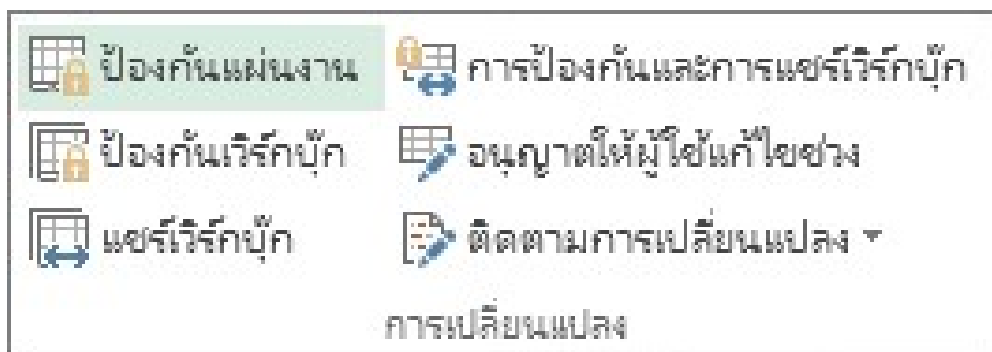 ป้องกันแผ่นงาน การป้องกันและการแชร์เวิร์กบุ๊ก
ป้องกันเวิร์กบุ๊ก อนุญาตให้ผู้ใช้แก้ไขช่วง
แชร์เวิร์กบุ๊ก ติดตามการเปลี่ยนแปลง
การเปลี่ยนแปลง